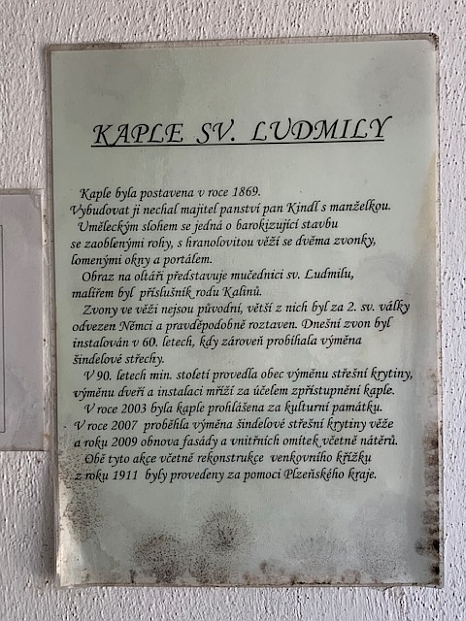 KAPLE SV. LUDMILY
Kaple byla postavena v roce 1869.
Vybudovat ji nechal majitel panství pan Kindl s manželkou.
Uměleckým slohem se jedná o barokizující stavbu
se zaoblenými rohy, s hranolovitou věží se dvěma zvonky,
lomenými okny a portálem.
Obraz na oltáři představuje mučednici sv. Ludmilu,
malířem byl příslušník rodu Kalinů.
Zvony ve věži nejsou původní, větší z nich byl za 2. sv. války
odvezen Němci a pravděpodobně roztaven. Dnešní zvon byl
instalován v 60. letech, kdy zároveň probíhala výměna
šindelové střechy.
V 90. letech min. století provedla obec výměnu střešní krytiny,
výměnu dveří a instalaci mříží za účelem zpřístupnění kaple.
V roce 2003 byla kaple prohlášena za kulturní památku.
V roce 2007 proběhla výměna šindelové střešní krytiny věže
a roku 2009 obnova fasády a vnitřních omítek včetně nátěrů.
Obě tyto akce včetně rekonstrukce venkovního křížku
z roku 1911 byly provedeny za pomoci Plzeňského kraje.